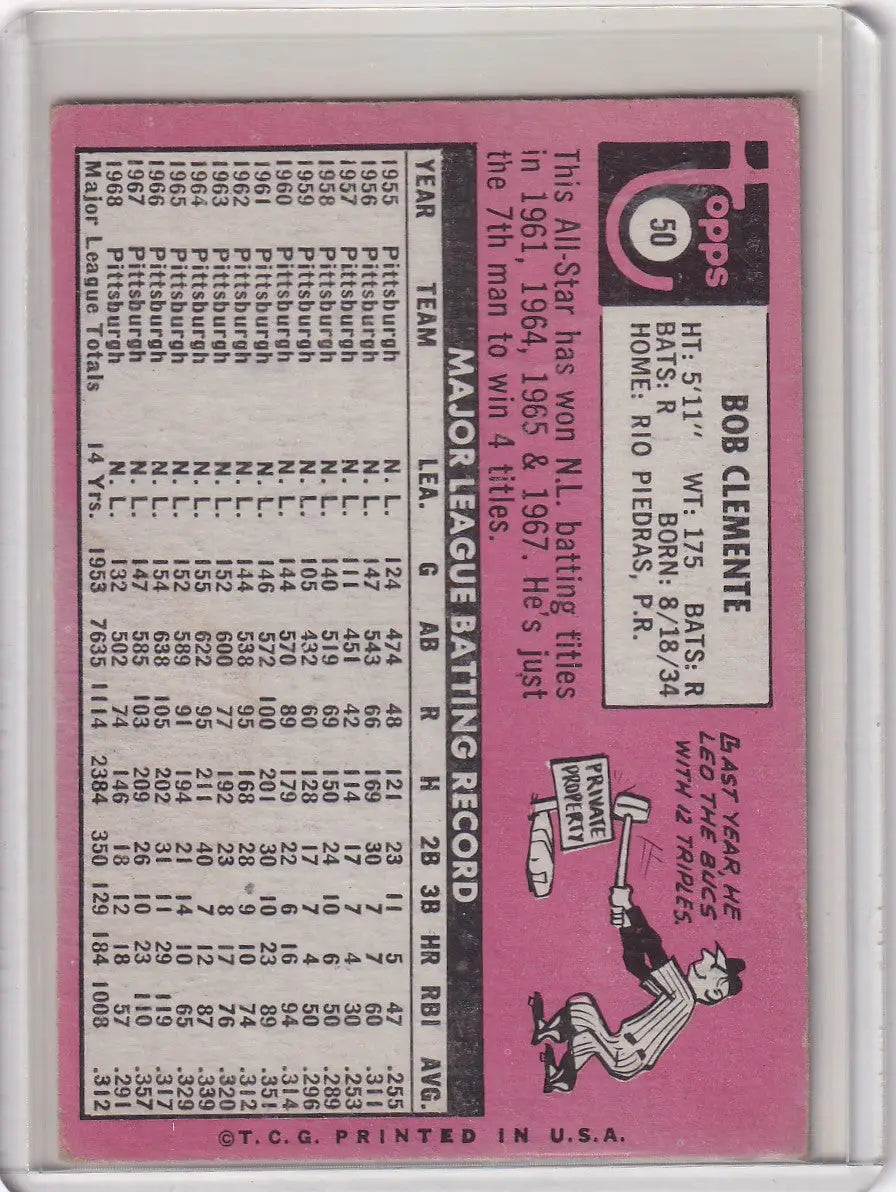 Topps
50
BOB CLEMENTE
HT: 5'11" WT: 175 BATS: R
BATS: R BORN: 8/18/34
HOME: RIO PIEDRAS, P.R.
LAST YEAR, HE
LED THE BUCS
WITH 12 TRIPLES.
PRIVATE
PROPERTY
This All-Star has won N.L. batting titles
in 1961, 1964, 1965 & 1967. He's just
the 7th man to win 4 titles.
MAJOR LEAGUE BATTING RECORD
YEAR TEAM LEA. G AB R H 2B 3B HR RBI AVG.
1955 Pittsburgh N.L. 124 474 48 121 23 11 5 47 .255
1956 Pittsburgh N.L. 147 543 66 169 30 7 7 60 .311
1957 Pittsburgh N.L. 111 451 42 114 17 7 4 30 .253
1958 Pittsburgh N.L. 140 519 69 150 24 10 6 50 .289
1959 Pittsburgh N.L. 105 432 60 128 17 7 4 50 .296
1960 Pittsburgh N.L. 144 570 89 179 22 6 16 94 .314
1961 Pittsburgh N.L. 146 572 100 201 30 10 23 89 .351
1962 Pittsburgh N.L. 144 538 95 168 28 9 10 74 .312
1963 Pittsburgh N.L. 152 600 77 192 23 8 17 76 .320
1964 Pittsburgh N.L. 155 622 95 211 40 7 12 87 .339
1965 Pittsburgh N.L. 152 589 91 194 21 14 10 65 .329
1966 Pittsburgh N.L. 154 638 105 202 31 11 29 119 .317
1967 Pittsburgh N.L. 147 585 103 209 26 10 23 110 .357
1968 Pittsburgh N.L. 132 502 74 146 18 12 18 57 .291
Major League Totals 14 Yrs. 1953 7635 1114 2384 350 129 184 1008 .312
©T.C.G. PRINTED IN U.S.A.